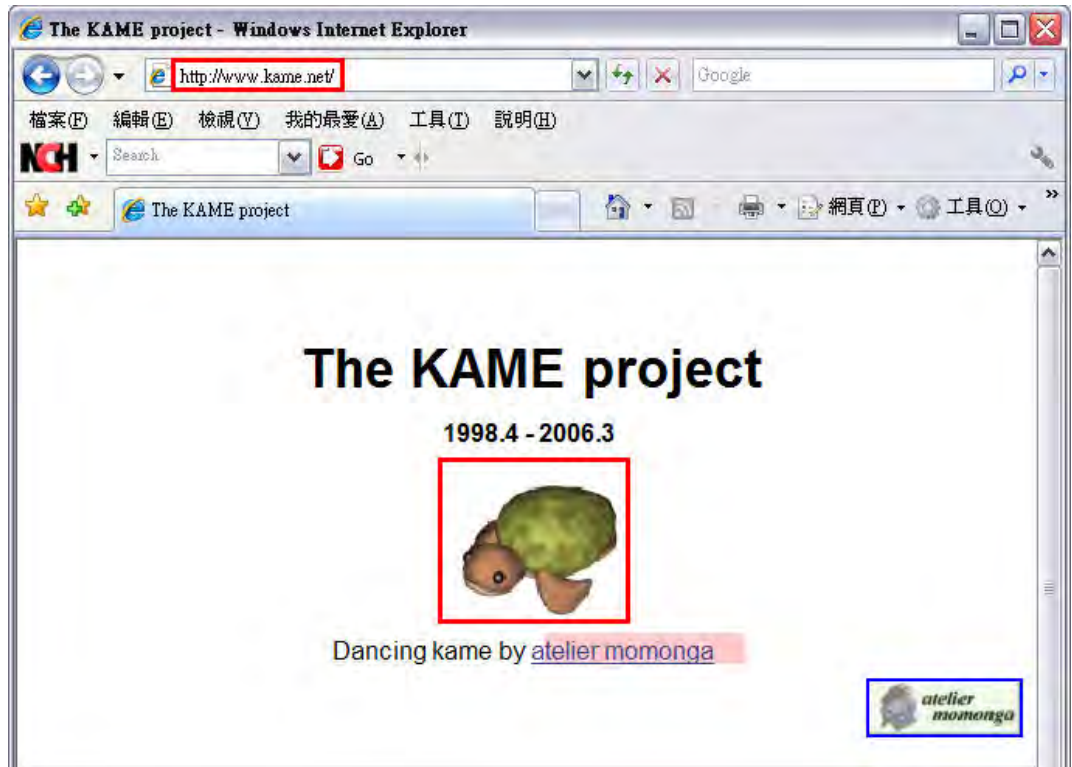 The KAME project - Windows Internet Explorer
http://www.kame.net/
Google
檔案(F) 編輯(E) 檢視(V) 我的最愛(A) 工具(T) 說明(H)
NCH Search Go
The KAME project
網頁(P) 工具(O) »
The KAME project
1998.4 - 2006.3
Dancing kame by atelier momonga
atelier
momonga